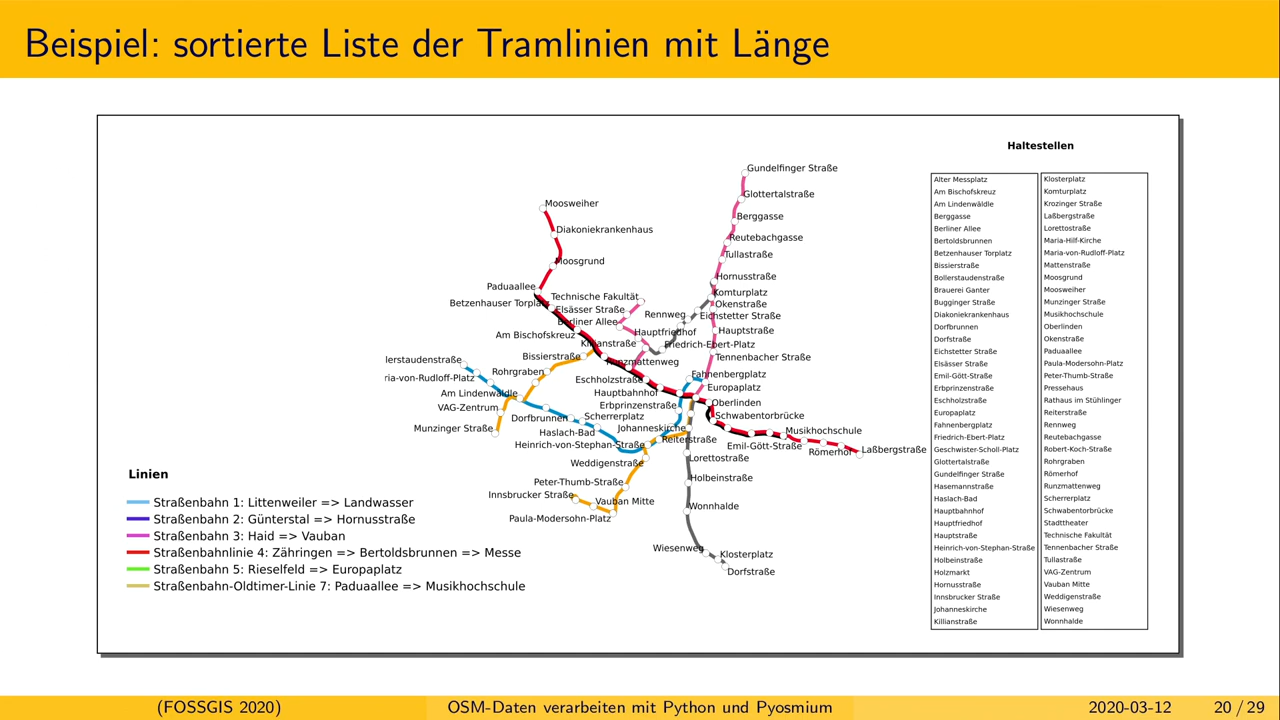 Beispiel: sortierte Liste der Tramlinien mit Länge
Haltestellen
Alter Messplatz
Am Bischofskreuz
Am Lindenwäldle
Berggasse
Berliner Allee
Bertoldsbrunnen
Betzenhauser Torplatz
Bissierstraße
Bollerstaudenstraße
Brauerei Ganter
Bugginger Straße
Diakoniekrankenhaus
Dorfbrunnen
Dorfstraße
Eichstetter Straße
Elsässer Straße
Emil-Gött-Straße
Erbprinzenstraße
Eschholzstraße
Europaplatz
Fahnenbergplatz
Friedrich-Ebert-Platz
Geschwister-Scholl-Platz
Glottertalstraße
Gundelfinger Straße
Hasemannstraße
Haslach-Bad
Hauptbahnhof
Hauptfriedhof
Hauptstraße
Heinrich-von-Stephan-Straße
Holbeinstraße
Holzmarkt
Hornusstraße
Innsbrucker Straße
Johanneskirche
Killianstraße
Klosterplatz
Komturplatz
Krozinger Straße
Laßbergstraße
Lorettostraße
Maria-Hilf-Kirche
Maria-von-Rudloff-Platz
Mattenstraße
Moosgrund
Moosweiher
Munzinger Straße
Musikhochschule
Oberlinden
Okenstraße
Paduaallee
Paula-Modersohn-Platz
Peter-Thumb-Straße
Pressehaus
Rathaus im Stühlinger
Reiterstraße
Rennweg
Reutebachgasse
Robert-Koch-Straße
Rohrgraben
Römerhof
Runzmattenweg
Scherrerplatz
Schwabentorbrücke
Stadttheater
Technische Fakultät
Tennenbacher Straße
Tullastraße
VAG-Zentrum
Vauban Mitte
Weddigenstraße
Wiesenweg
Wonnhalde
Gundelfinger Straße
Glottertalstraße
Moosweiher
Berggasse
Diakoniekrankenhaus
Reutebachgasse
Tullastraße
Moosgrund
Hornusstraße
Paduaallee
Komturplatz
Technische Fakultät
Betzenhauser Torpla
Okenstraße
Elsässer Straße
Rennweg
Eichstetter Straße
Berliner Allee
Hauptfriedhof
Hauptstraße
Am Bischofskreuz
Killianstraße
Friedrich-Ebert-Platz
Bissierstraße
Tennenbacher Straße
lerstaudenstraße
Runzmattenweg
Rohrgraben
Fahnenbergplatz
ria-von-Rudloff-Platz
Eschholzstraße
Europaplatz
Am Lindenwäldle
Hauptbahnhof
Oberlinden
VAG-Zentrum
Erbprinzenstraße
Schwabentorbrücke
Dorfbrunnen
Scherrerplatz
Munzinger Straße
Johanneskirche
Musikhochschule
Haslach-Bad
Reiterstraße
Heinrich-von-Stephan-Straße
Emil-Gött-Straße
Römerhof
Laßbergstraße
Lorettostraße
Weddigenstraße
Holbeinstraße
Peter-Thumb-Straße
Innsbrucker Straße
Vauban Mitte
Wonnhalde
Paula-Modersohn-Platz
Wiesenweg
Klosterplatz
Dorfstraße
Linien
Straßenbahn 1: Littenweiler => Landwasser
Straßenbahn 2: Günterstal => Hornusstraße
Straßenbahn 3: Haid => Vauban
Straßenbahnlinie 4: Zähringen => Bertoldsbrunnen => Messe
Straßenbahn 5: Rieselfeld => Europaplatz
Straßenbahn-Oldtimer-Linie 7: Paduaallee => Musikhochschule
(FOSSGIS 2020)
OSM-Daten verarbeiten mit Python und Pyosmium
2020-03-12
20 / 29